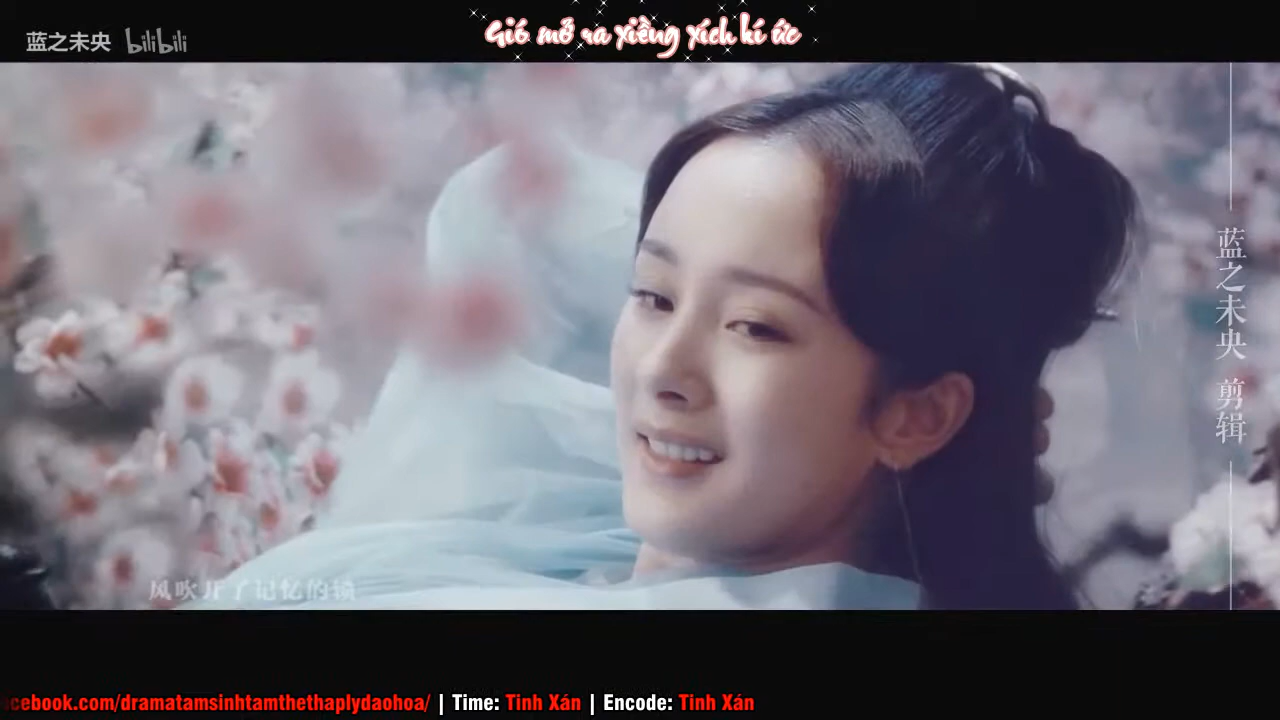 蓝之未央 bilibili
Gió mở ra xiềng xích kí ức
蓝之未央 剪辑
风吹开了记忆的锁
cebook.com/dramatamsinhtamthethaplydaohoa/ | Time: Tinh Xán | Encode: Tinh Xán